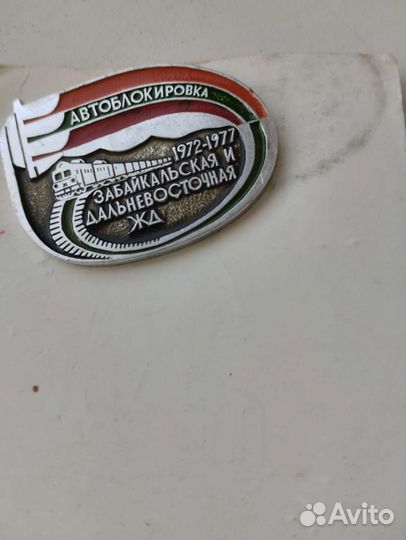 АВТОБЛОКИРОВКА
1972-1977
ЗАБАЙКАЛЬСКАЯ И
ДАЛЬНЕВОСТОЧНАЯ
ЖД
Avito